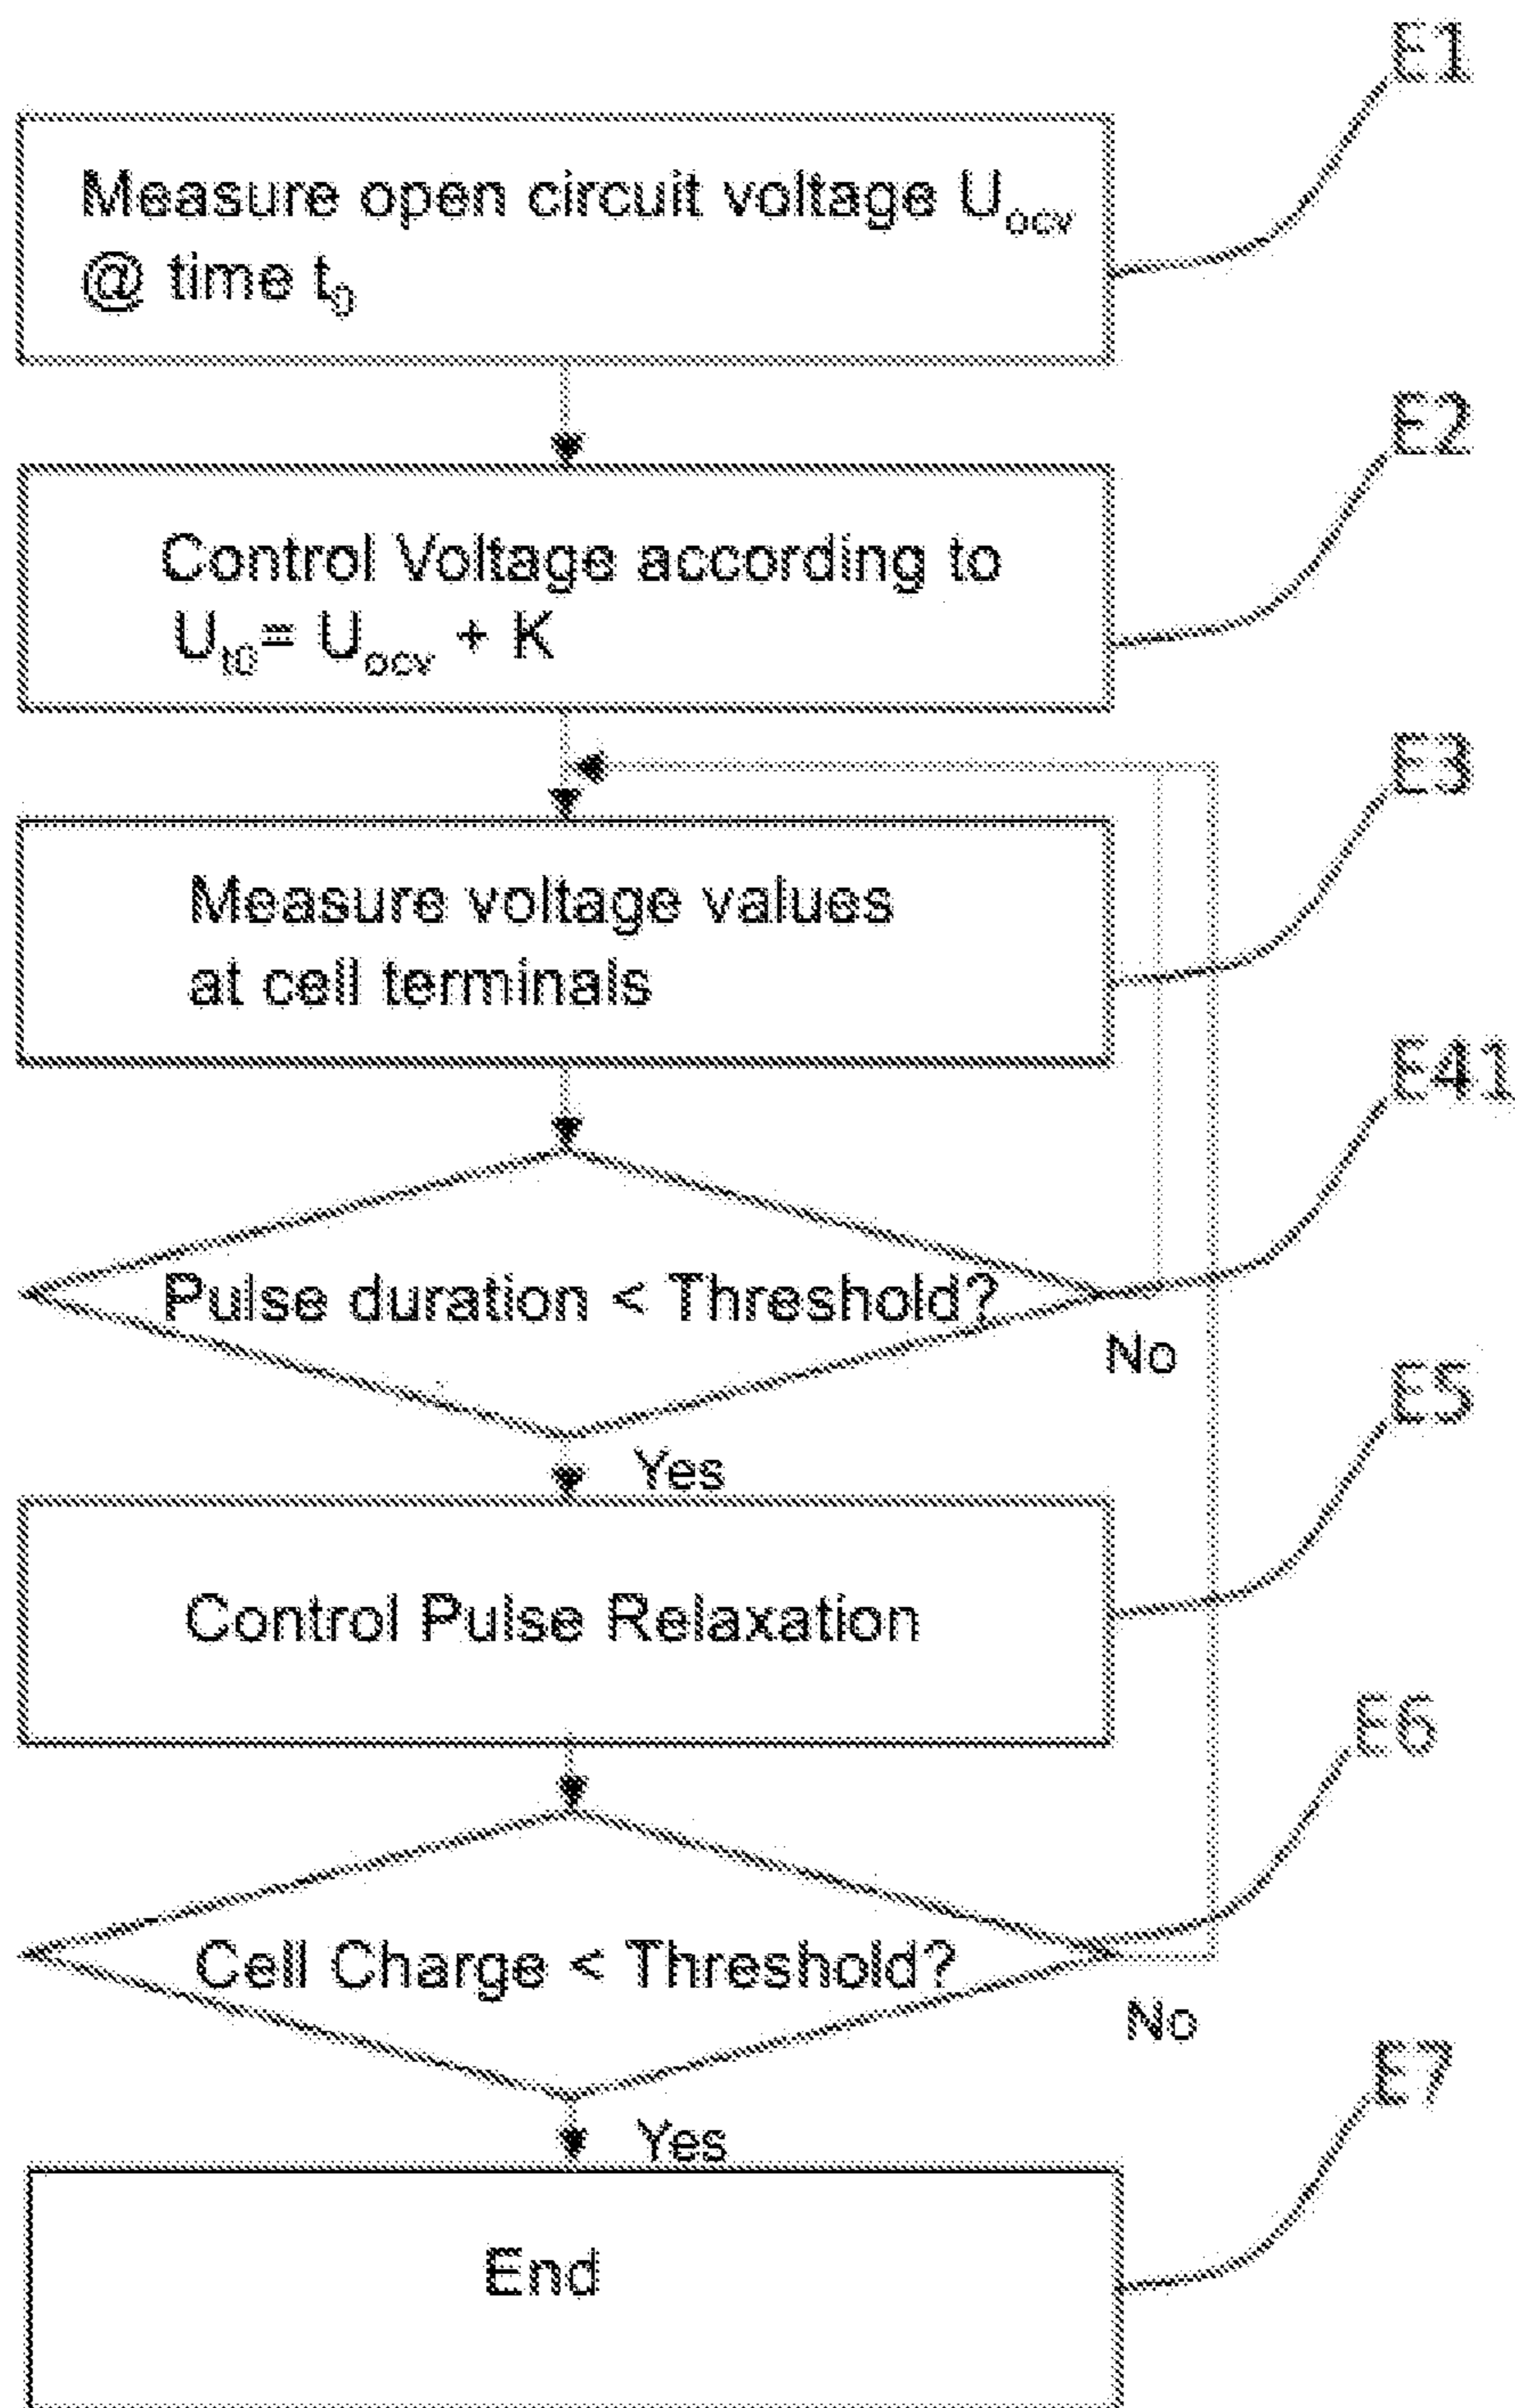 E1
Measure open circuit voltage Uocv
@ time t0
E2
Control Voltage according to
Ut0= Uocv + K
E3
Measure voltage values
at cell terminals
E41
Pulse duration < Threshold?
No
Yes
E5
Control Pulse Relaxation
E6
Cell Charge < Threshold?
No
Yes
E7
End